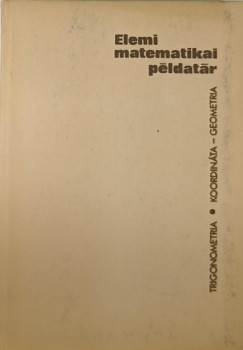 Elemi
matematikai
példatár
TRIGONOMETRIA • KOORDINÁTA – GEOMETRIA